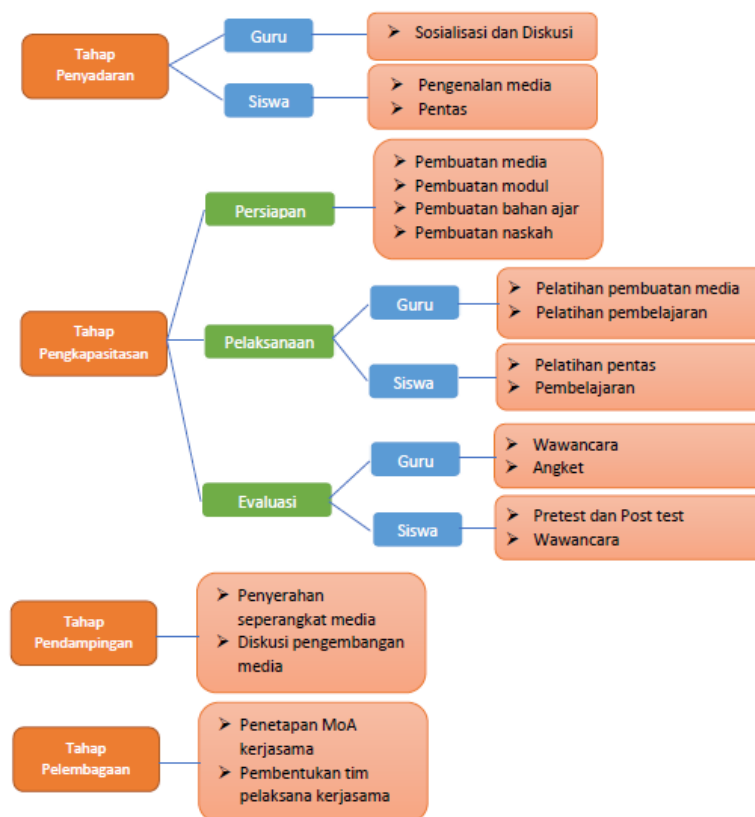 Tahap
Penyadaran
Guru
➢ Sosialisasi dan Diskusi
Siswa
➢ Pengenalan media
➢ Pentas
Tahap
Pengkapasitasan
Persiapan
➢ Pembuatan media
➢ Pembuatan modul
➢ Pembuatan bahan ajar
➢ Pembuatan naskah
Pelaksanaan
Guru
➢ Pelatihan pembuatan media
➢ Pelatihan pembelajaran
Siswa
➢ Pelatihan pentas
➢ Pembelajaran
Evaluasi
Guru
➢ Wawancara
➢ Angket
Siswa
➢ Pretest dan Post test
➢ Wawancara
Tahap
Pendampingan
➢ Penyerahan
seperangkat media
➢ Diskusi pengembangan
media
Tahap
Pelembagaan
➢ Penetapan MoA
kerjasama
➢ Pembentukan tim
pelaksana kerjasama